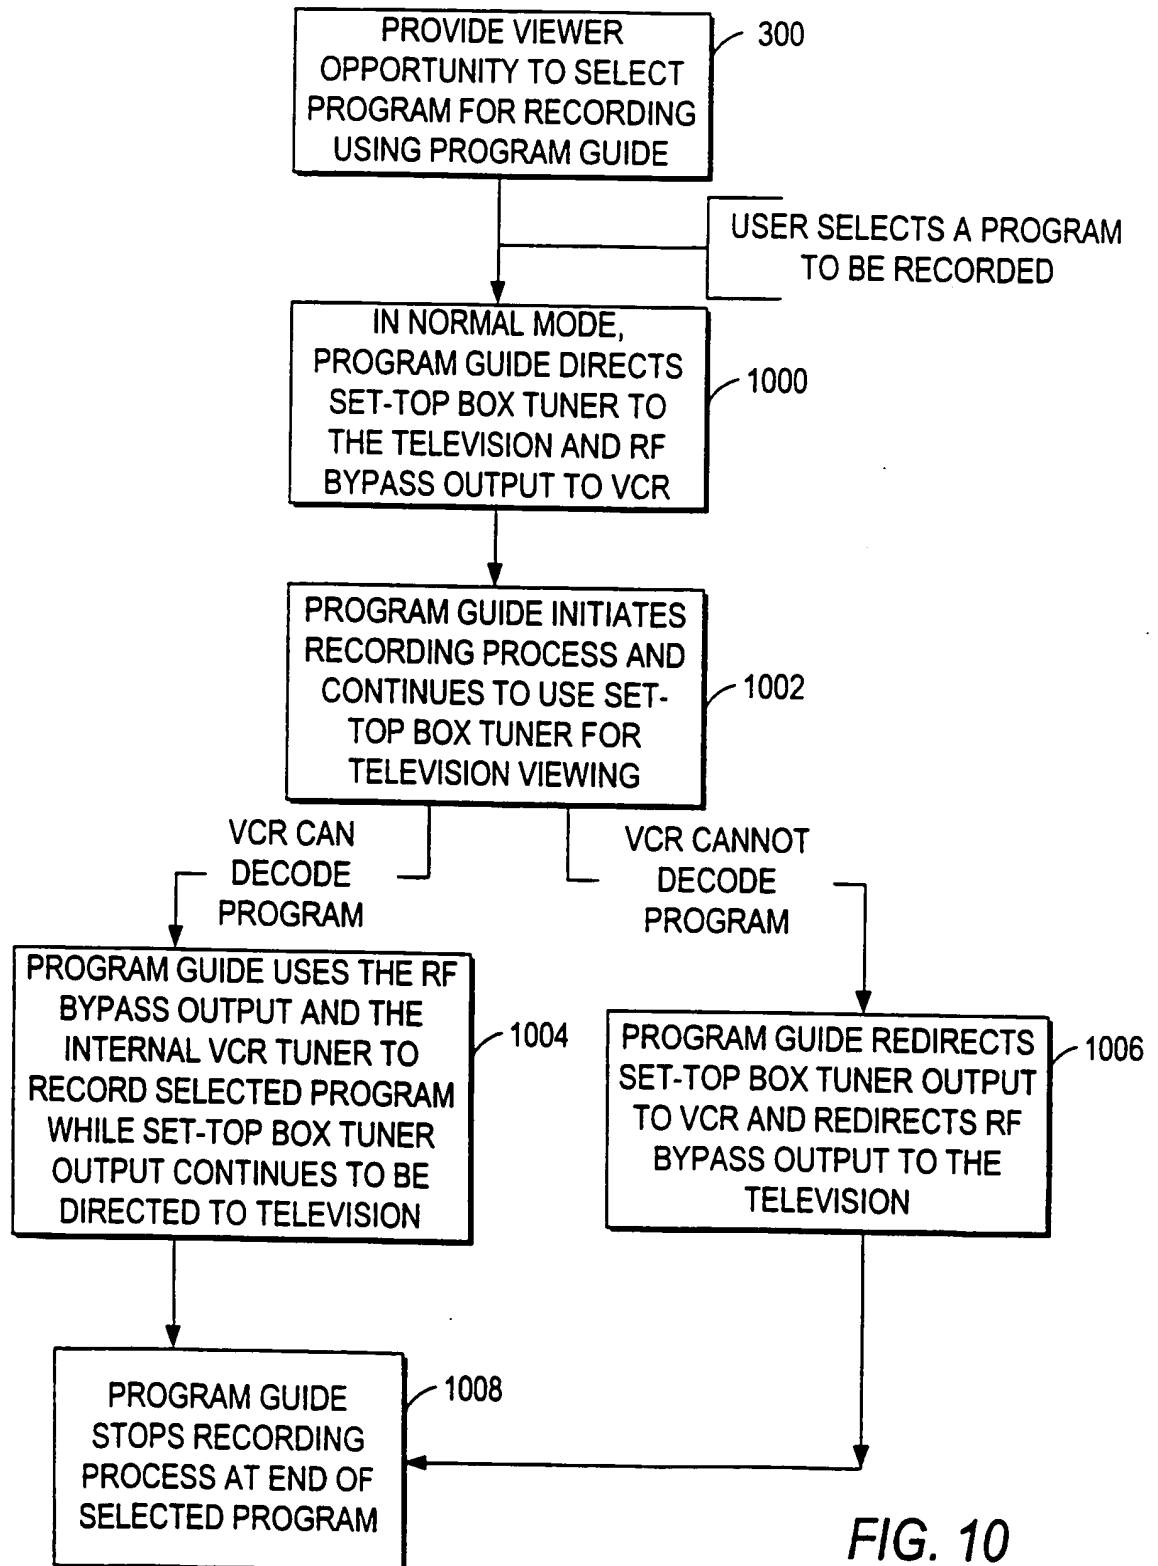 PROVIDE VIEWER
OPPORTUNITY TO SELECT
PROGRAM FOR RECORDING
USING PROGRAM GUIDE
300
USER SELECTS A PROGRAM
TO BE RECORDED
IN NORMAL MODE,
PROGRAM GUIDE DIRECTS
SET-TOP BOX TUNER TO
THE TELEVISION AND RF
BYPASS OUTPUT TO VCR
1000
PROGRAM GUIDE INITIATES
RECORDING PROCESS AND
CONTINUES TO USE SET-
TOP BOX TUNER FOR
TELEVISION VIEWING
1002
VCR CAN
DECODE
PROGRAM
VCR CANNOT
DECODE
PROGRAM
PROGRAM GUIDE USES THE RF
BYPASS OUTPUT AND THE
INTERNAL VCR TUNER TO
RECORD SELECTED PROGRAM
WHILE SET-TOP BOX TUNER
OUTPUT CONTINUES TO BE
DIRECTED TO TELEVISION
1004
PROGRAM GUIDE REDIRECTS
SET-TOP BOX TUNER OUTPUT
TO VCR AND REDIRECTS RF
BYPASS OUTPUT TO THE
TELEVISION
1006
PROGRAM GUIDE
STOPS RECORDING
PROCESS AT END OF
SELECTED PROGRAM
1008
FIG. 10